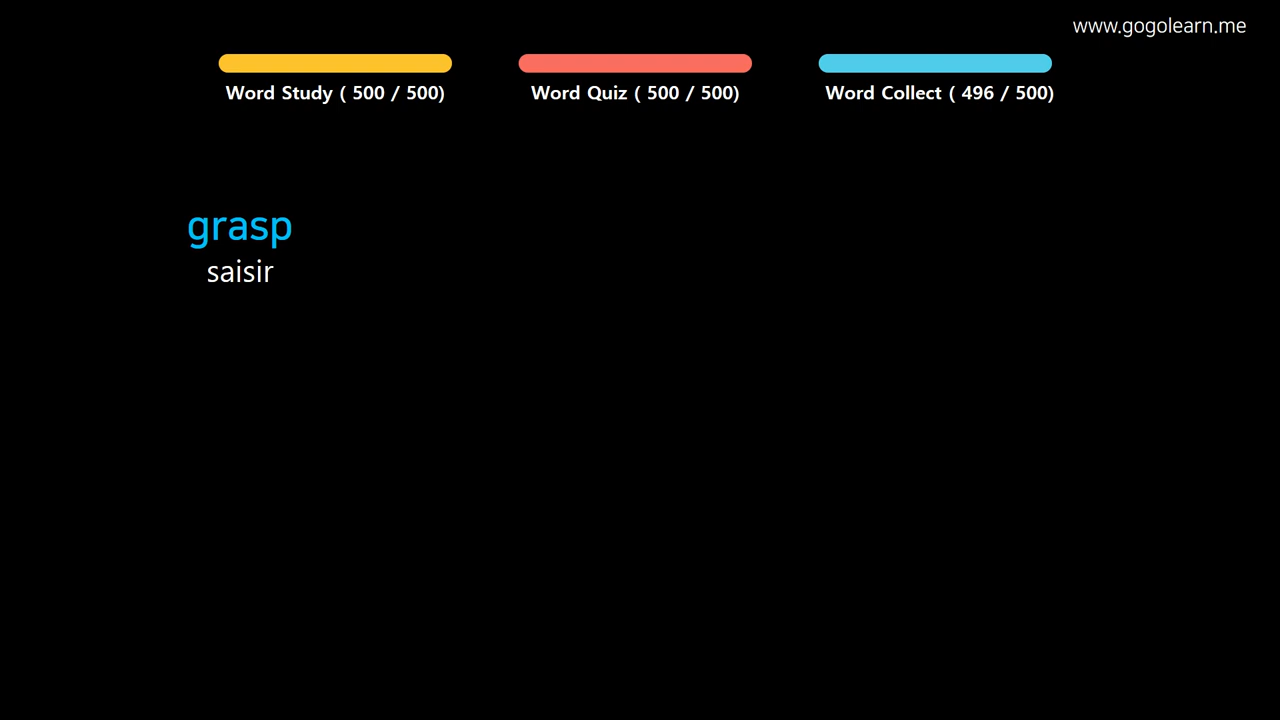 www.gogolearn.me
Word Study ( 500 / 500)
Word Quiz ( 500 / 500)
Word Collect ( 496 / 500)
grasp
saisir